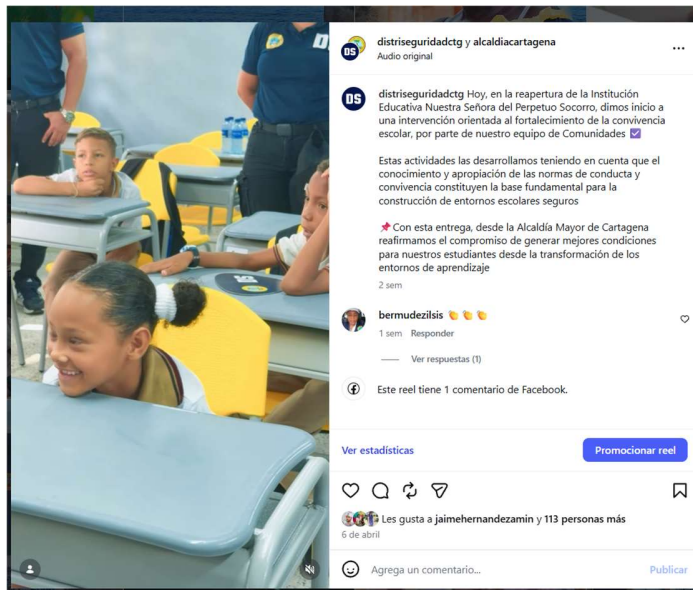 distriseguridadctg y alcaldiacartagena
Audio original
distriseguridadctg Hoy, en la reapertura de la Institución
Educativa Nuestra Señora del Perpetuo Socorro, dimos inicio a
una intervención orientada al fortalecimiento de la convivencia
escolar, por parte de nuestro equipo de Comunidades ☑️
Estas actividades las desarrollamos teniendo en cuenta que el
conocimiento y apropiación de las normas de conducta y
convivencia constituyen la base fundamental para la
construcción de entornos escolares seguros
📌 Con esta entrega, desde la Alcaldía Mayor de Cartagena
reafirmamos el compromiso de generar mejores condiciones
para nuestros estudiantes desde la transformación de los
entornos de aprendizaje
2 sem
bermudezilsis 👏 👏 👏
1 sem Responder
Ver respuestas (1)
Este reel tiene 1 comentario de Facebook.
Ver estadísticas
Promocionar reel
Les gusta a jaimehernandezamin y 113 personas más
6 de abril
Agrega un comentario...
Publicar
DS
DS